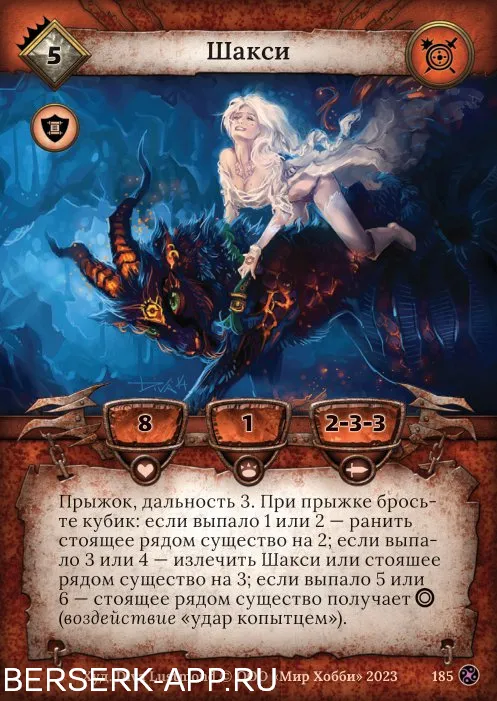 5
Шакси
8
1
2-3-3
Прыжок, дальность 3. При прыжке брось-
те кубик: если выпало 1 или 2 — ранить
стоящее рядом существо на 2; если выпа-
ло 3 или 4 — излечить Шакси или стоящее
рядом существо на 3; если выпало 5 или
6 — стоящее рядом существо получает
(воздействие «удар копытцем»).
«Мир Хобби» 2023
185
BERSERK-APP.РУ